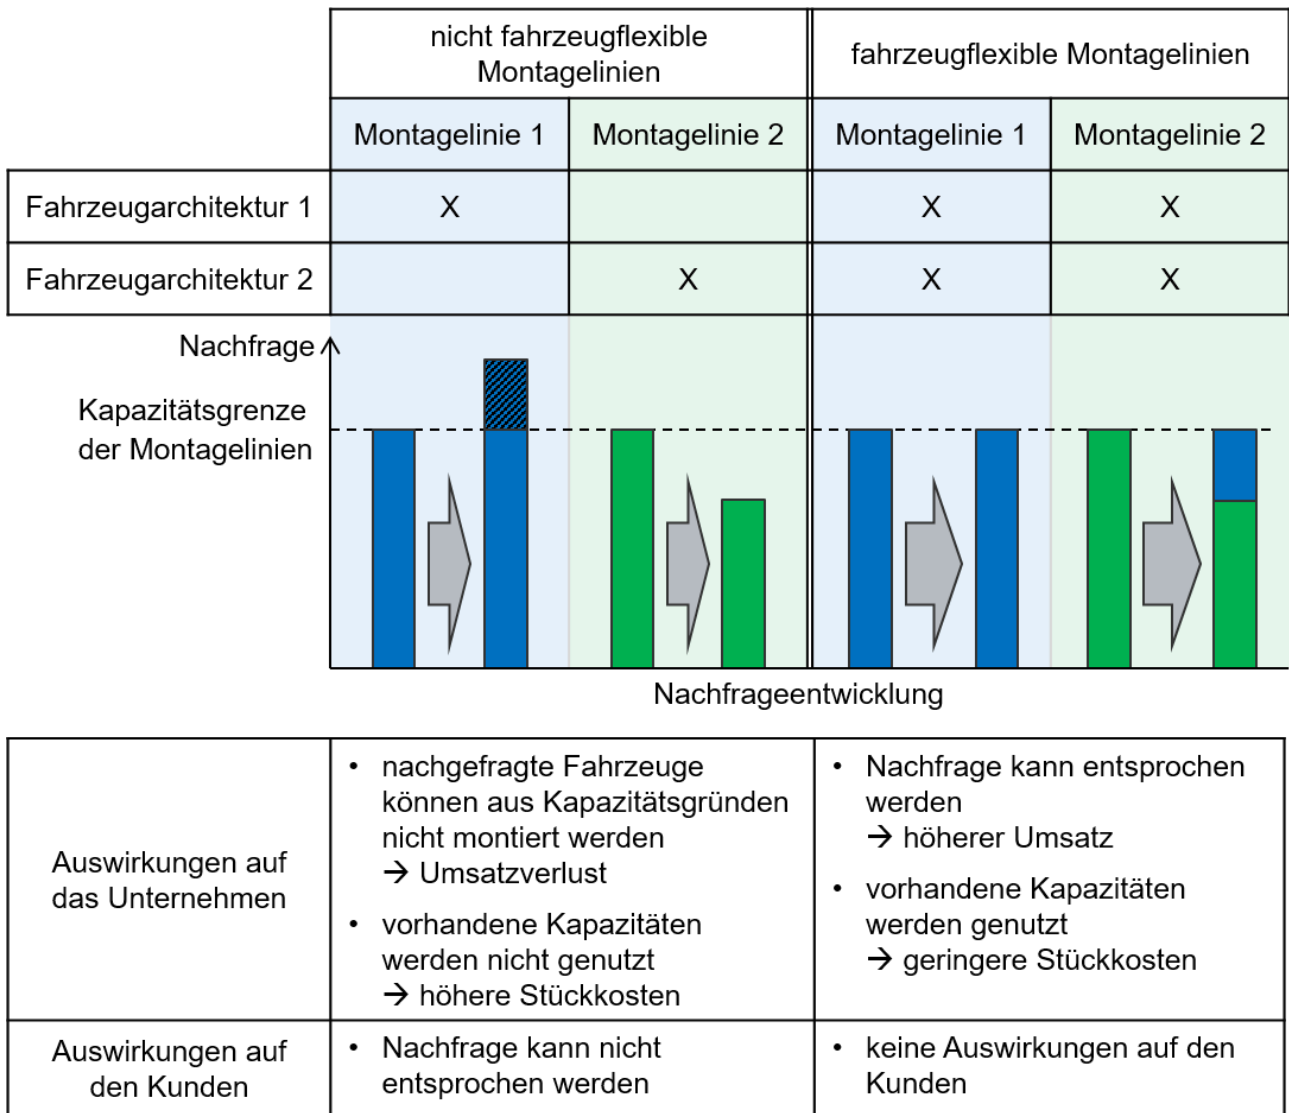 nicht fahrzeugflexible
Montagelinien
fahrzeugflexible Montagelinien
Montagelinie 1
Montagelinie 2
Montagelinie 1
Montagelinie 2
Fahrzeugarchitektur 1
X
X
X
Fahrzeugarchitektur 2
X
X
X
Nachfrage
Kapazitätsgrenze
der Montagelinien
Nachfrageentwicklung
Auswirkungen auf
das Unternehmen
• nachgefragte Fahrzeuge
können aus Kapazitätsgründen
nicht montiert werden
→ Umsatzverlust
• vorhandene Kapazitäten
werden nicht genutzt
→ höhere Stückkosten
• Nachfrage kann entsprochen
werden
→ höherer Umsatz
• vorhandene Kapazitäten
werden genutzt
→ geringere Stückkosten
Auswirkungen auf
den Kunden
• Nachfrage kann nicht
entsprochen werden
• keine Auswirkungen auf den
Kunden